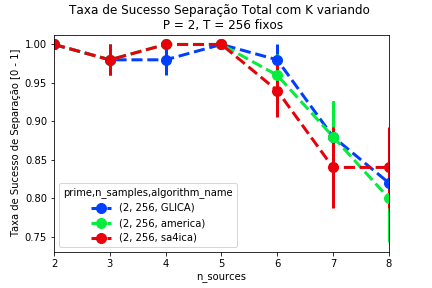 Taxa de Sucesso Separação Total com K variando
P = 2, T = 256 fixos
Taxa de Sucesso de Separação [0 - 1]
1.00
0.95
0.90
0.85
0.80
0.75
prime,n_samples,algorithm_name
(2, 256, GLICA)
(2, 256, america)
(2, 256, sa4ica)
2 3 4 5 6 7 8
n_sources